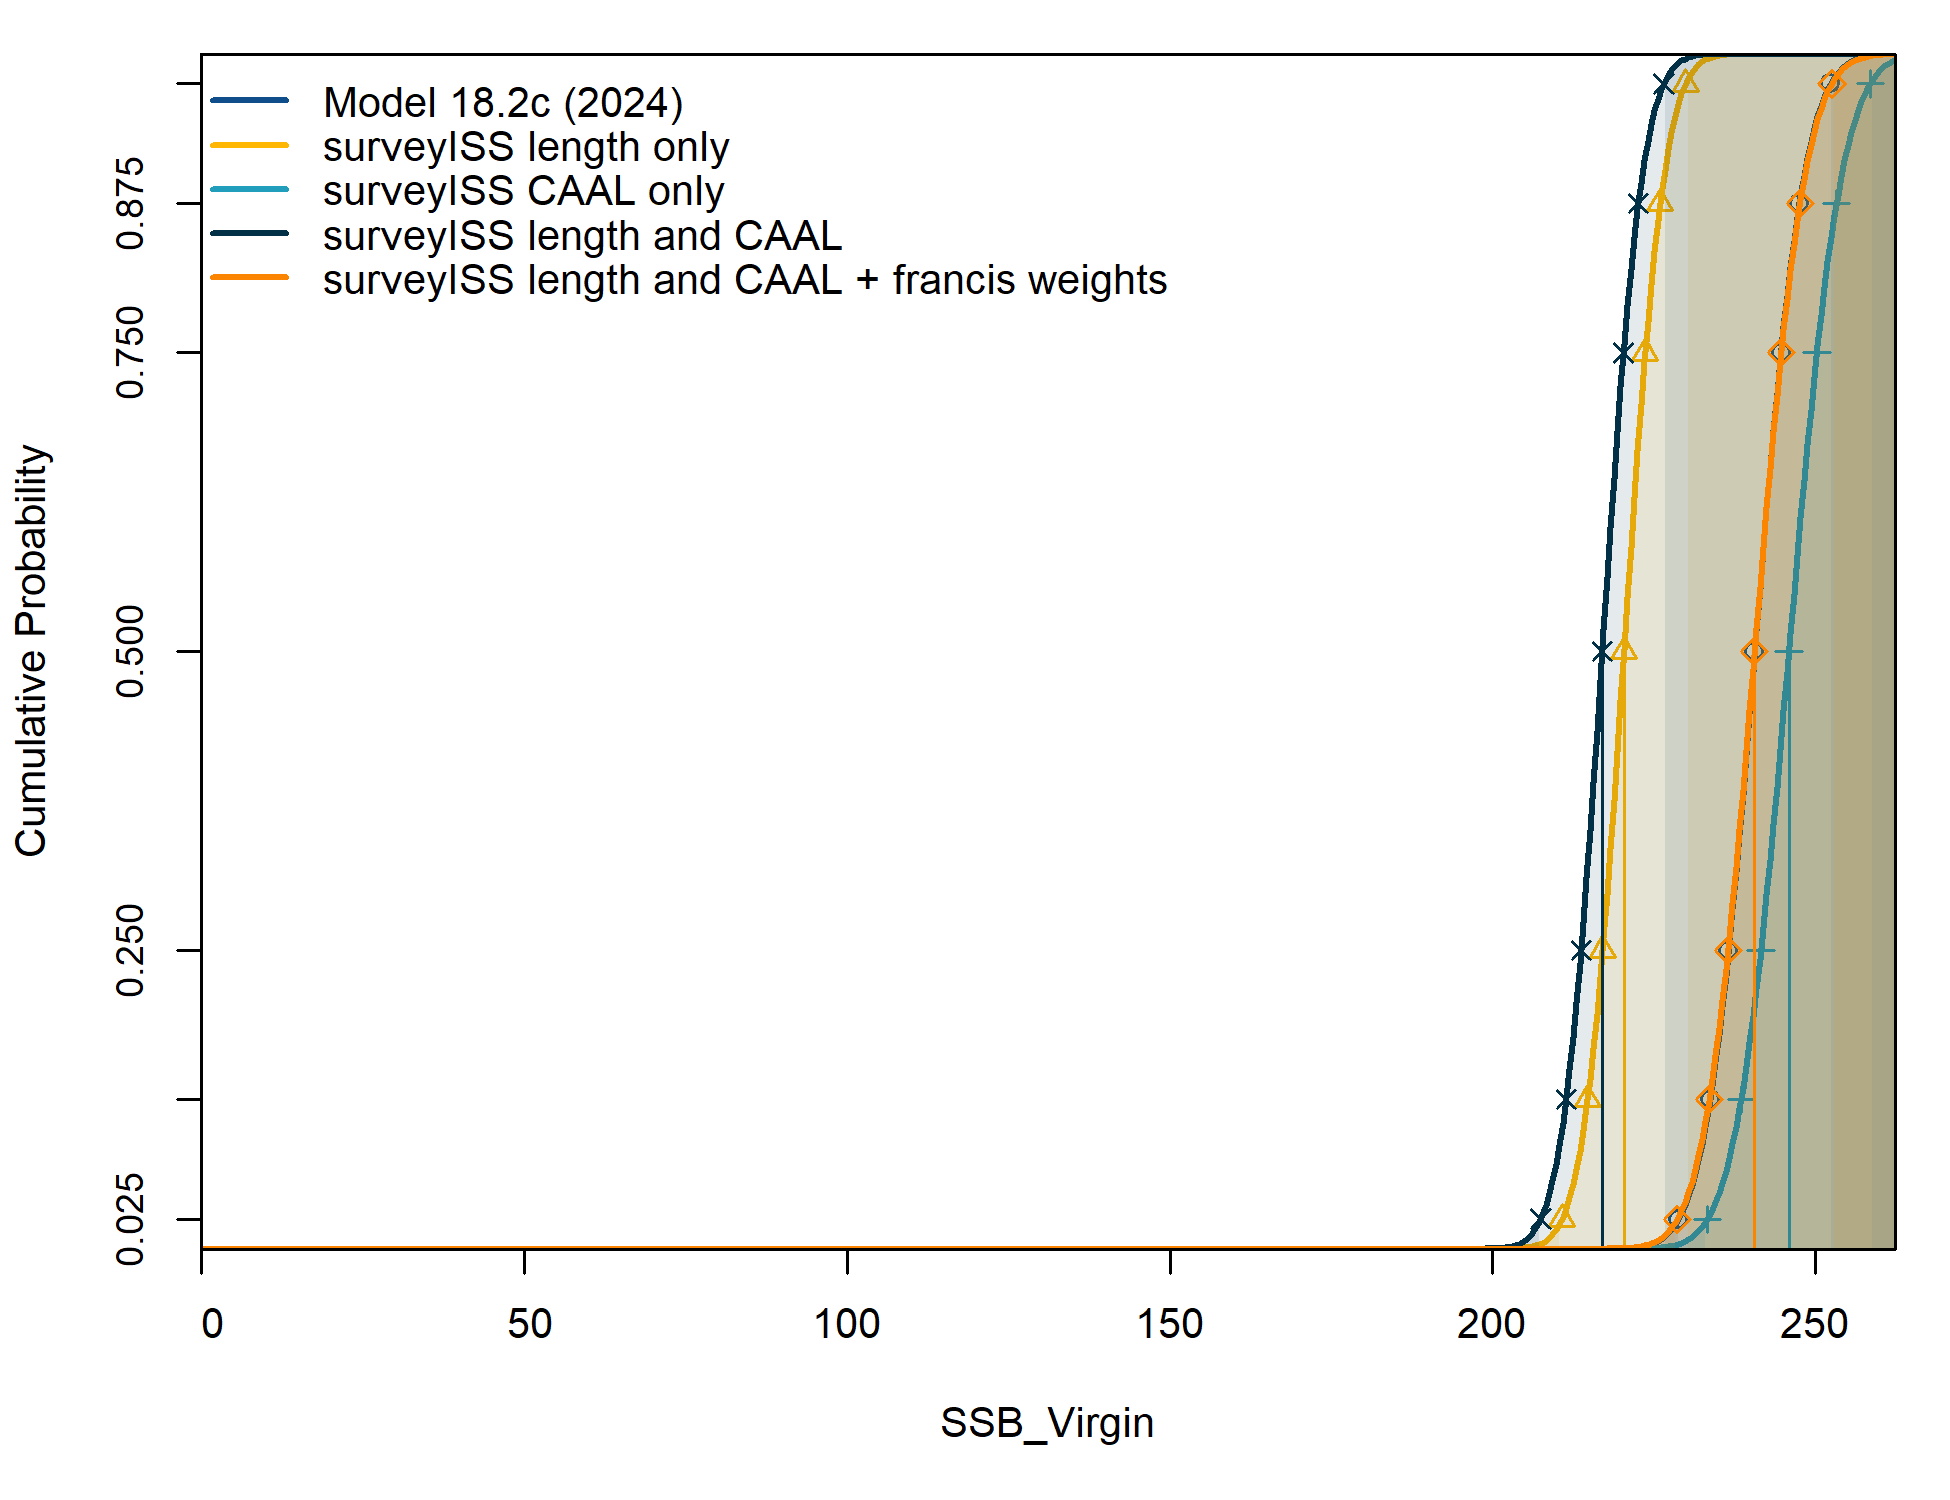 Model 18.2c (2024)
surveyISS length only
surveyISS CAAL only
surveyISS length and CAAL
surveyISS length and CAAL + francis weights
Cumulative Probability
0.875
0.750
0.500
0.250
0.025
0 50 100 150 200 250
SSB_Virgin